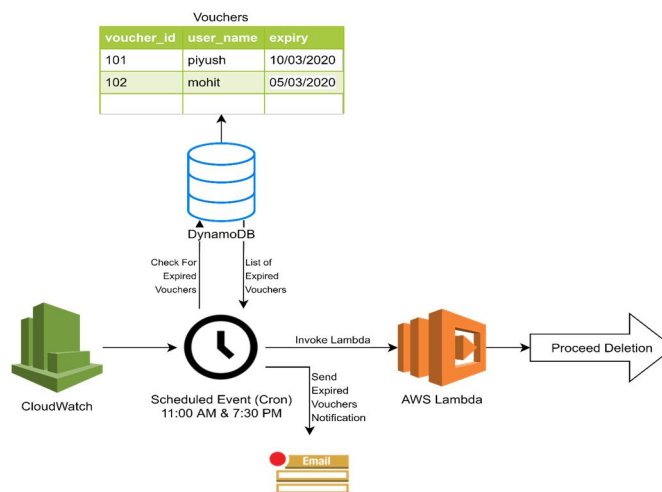 Vouchers
voucher_id user_name expiry
101 piyush 10/03/2020
102 mohit 05/03/2020
DynamoDB
Check For
Expired
Vouchers
List of
Expired
Vouchers
Invoke Lambda
Proceed Deletion
CloudWatch
Scheduled Event (Cron)
11:00 AM & 7:30 PM
Send
Expired
Vouchers
Notification
AWS Lambda
Email